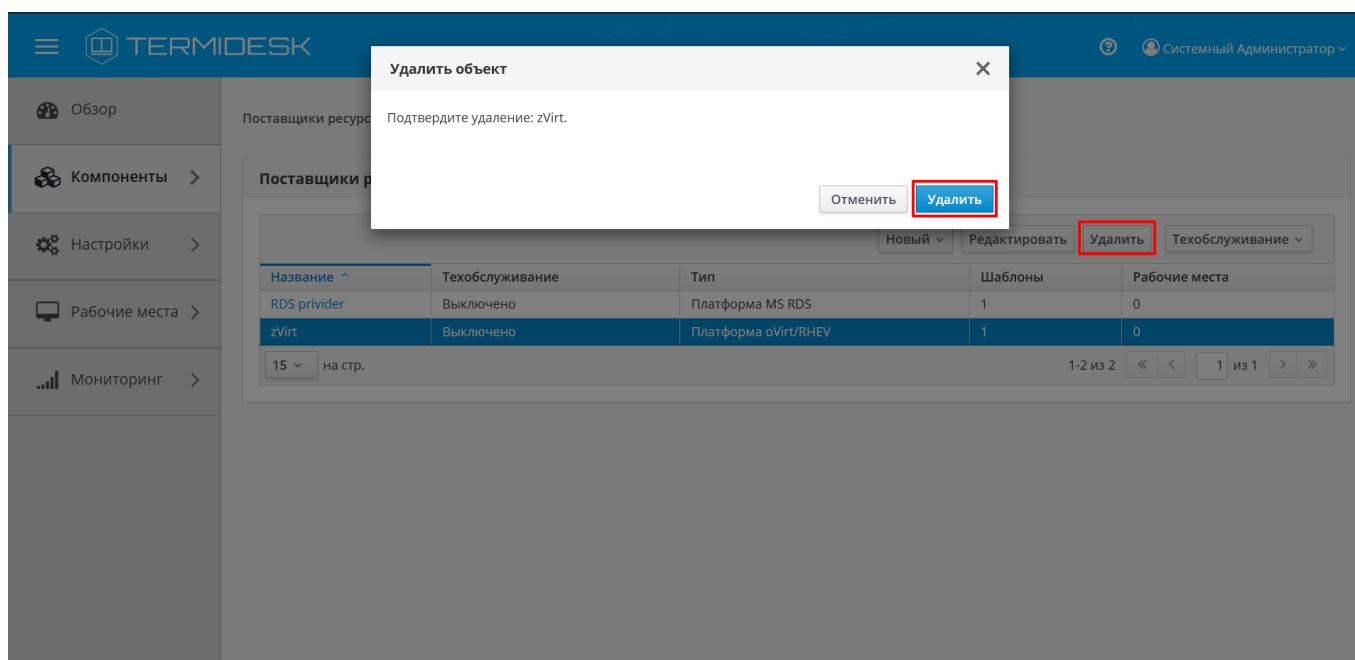 TERMIDESK
Системный Администратор
Удалить объект
Подтвердите удаление: zVirt.
Отменить Удалить
Обзор
Компоненты
Настройки
Рабочие места
Мониторинг
Поставщики ресурс
Поставщики р
Новый Редактировать Удалить Техобслуживание
Название Техобслуживание Тип Шаблоны Рабочие места
RDS privider Выключено Платформа MS RDS 1 0
zVirt Выключено Платформа oVirt/RHEV 1 0
15 на стр. 1-2 из 2 1 из 1